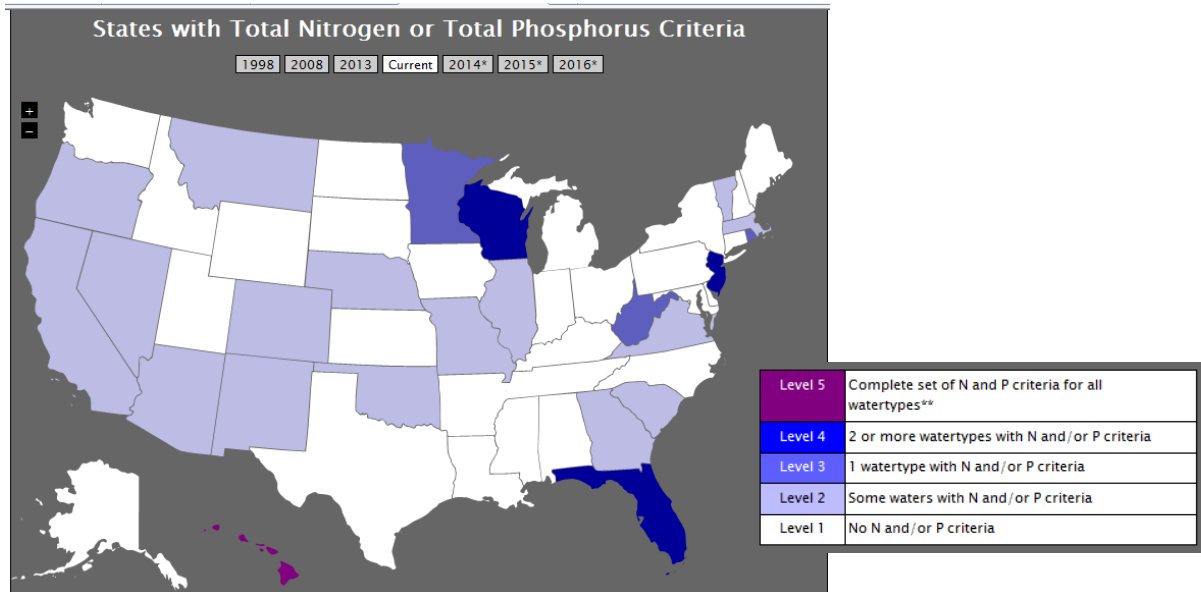 States with Total Nitrogen or Total Phosphorus Criteria
1998 2008 2013 Current 2014* 2015* 2016*
+
−
Level 5 Complete set of N and P criteria for all
watertypes**
Level 4 2 or more watertypes with N and/or P criteria
Level 3 1 watertype with N and/or P criteria
Level 2 Some waters with N and/or P criteria
Level 1 No N and/or P criteria